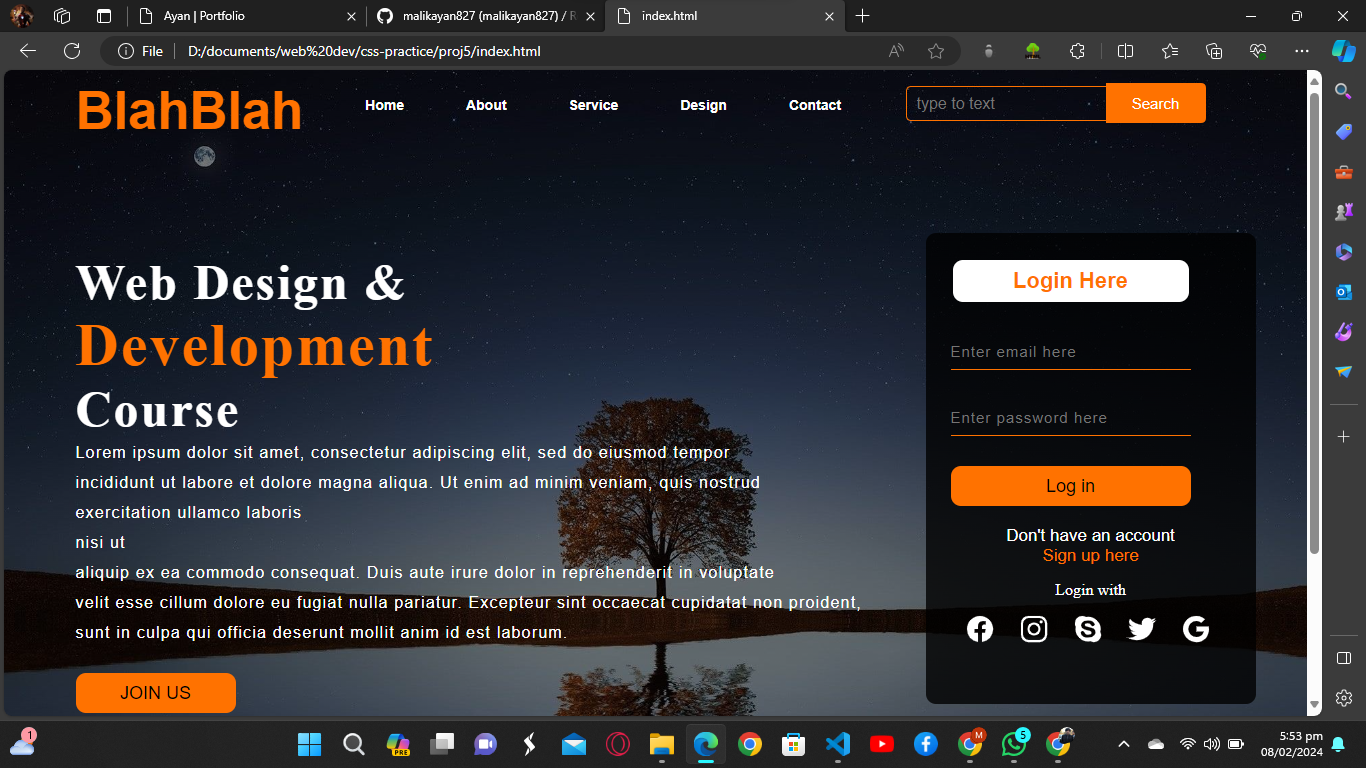 Ayan | Portfolio
malikayan827 (malikayan827) / R
index.html
File
D:/documents/web%20dev/css-practice/proj5/index.html
BlahBlah
Home
About
Service
Design
Contact
type to text
Search
Web Design &
Development
Course
Lorem ipsum dolor sit amet, consectetur adipiscing elit, sed do eiusmod tempor
incididunt ut labore et dolore magna aliqua. Ut enim ad minim veniam, quis nostrud
exercitation ullamco laboris
nisi ut
aliquip ex ea commodo consequat. Duis aute irure dolor in reprehenderit in voluptate
velit esse cillum dolore eu fugiat nulla pariatur. Excepteur sint occaecat cupidatat non proident,
sunt in culpa qui officia deserunt mollit anim id est laborum.
JOIN US
Login Here
Enter email here
Enter password here
Log in
Don't have an account
Sign up here
Login with
1
PRE
M
5
5:53 pm
08/02/2024